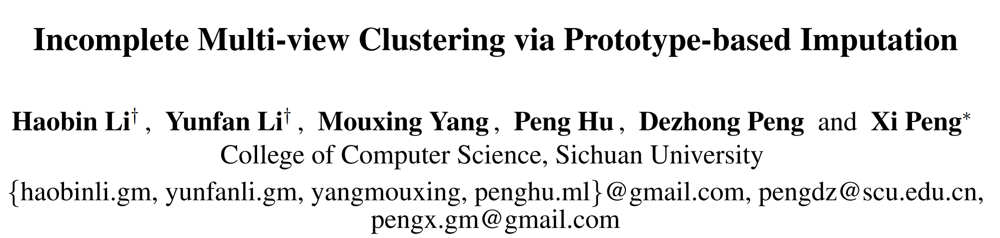 Incomplete Multi-view Clustering via Prototype-based Imputation
Haobin Li† , Yunfan Li† , Mouxing Yang , Peng Hu , Dezhong Peng and Xi Peng*
College of Computer Science, Sichuan University
{haobinli.gm, yunfanli.gm, yangmouxing, penghu.ml}@gmail.com, pengdz@scu.edu.cn,
pengx.gm@gmail.com